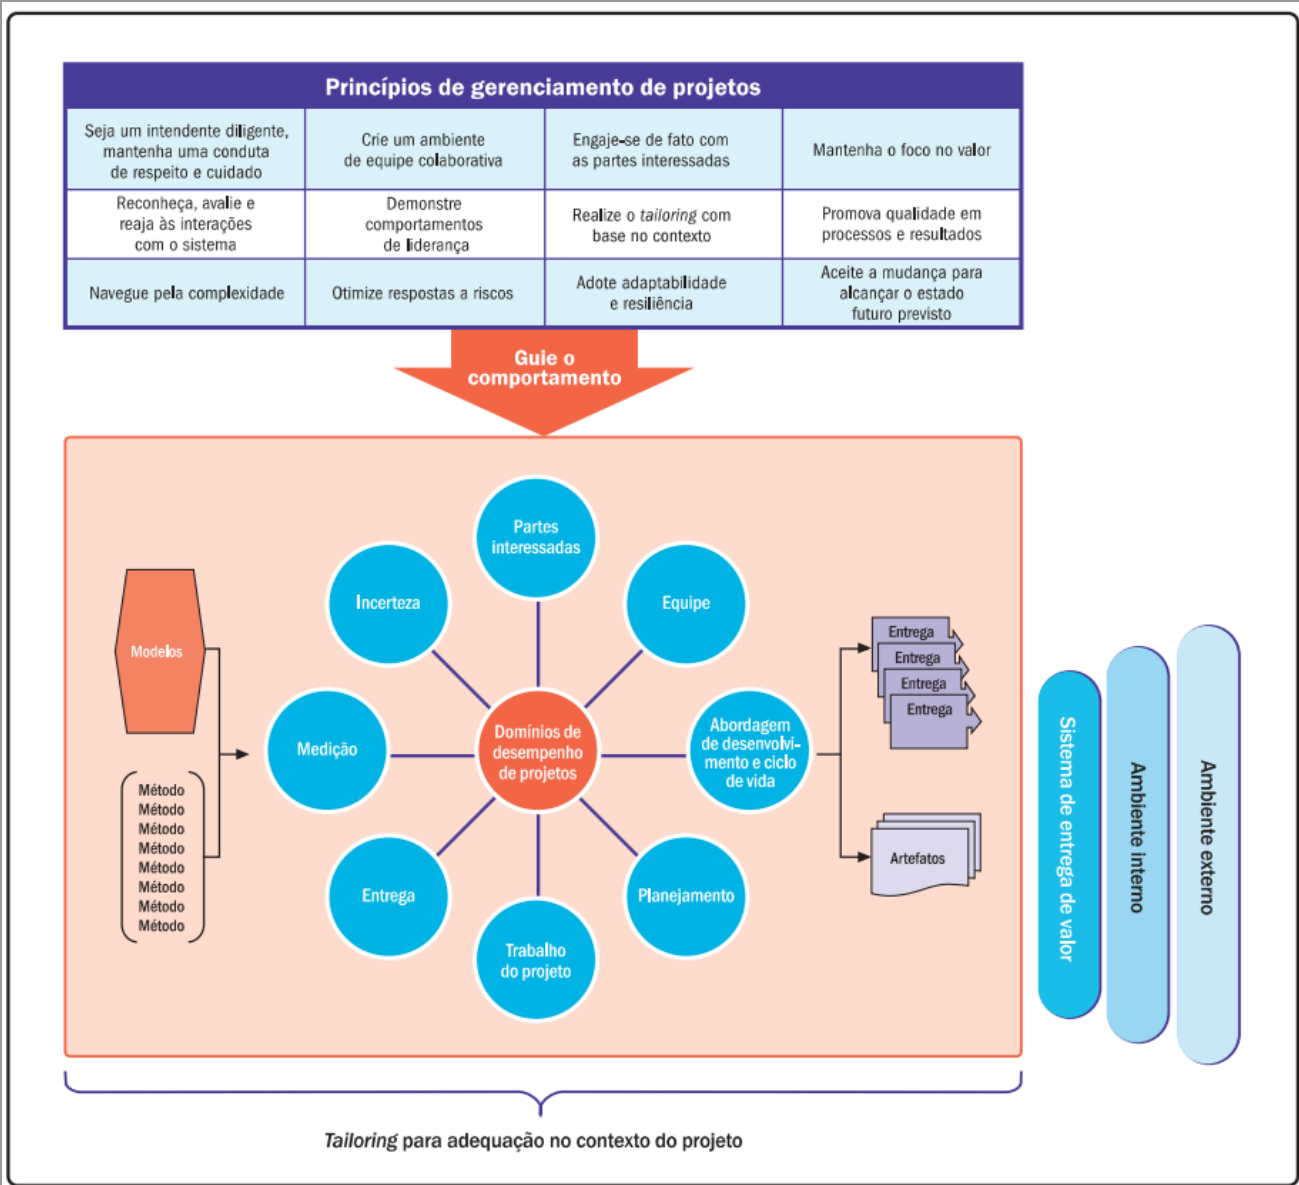 Princípios de gerenciamento de projetos
Seja um intendente diligente,
mantenha uma conduta
de respeito e cuidado
Crie um ambiente
de equipe colaborativa
Engaje-se de fato com
as partes interessadas
Mantenha o foco no valor
Reconheça, avalie e
reaja às interações
com o sistema
Demonstre
comportamentos
de liderança
Realize o tailoring com
base no contexto
Promova qualidade em
processos e resultados
Navegue pela complexidade
Otimize respostas a riscos
Adote adaptabilidade
e resiliência
Aceite a mudança para
alcançar o estado
futuro previsto
Guie o
comportamento
Partes
interessadas
Incerteza
Equipe
Modelos
Medição
Domínios de
desempenho
de projetos
Abordagem
de desenvolvi-
mento e ciclo
de vida
Entrega
Entrega
Entrega
Entrega
Método
Método
Método
Método
Método
Método
Método
Método
Entrega
Trabalho
do projeto
Planejamento
Artefatos
Sistema de entrega de valor
Ambiente interno
Ambiente externo
Tailoring para adequação no contexto do projeto